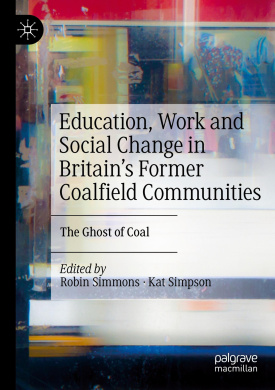 Education, Work and
Social Change in
Britain's Former
Coalfield Communities
The Ghost of Coal
Edited by
Robin Simmons · Kat Simpson
palgrave
macmillan